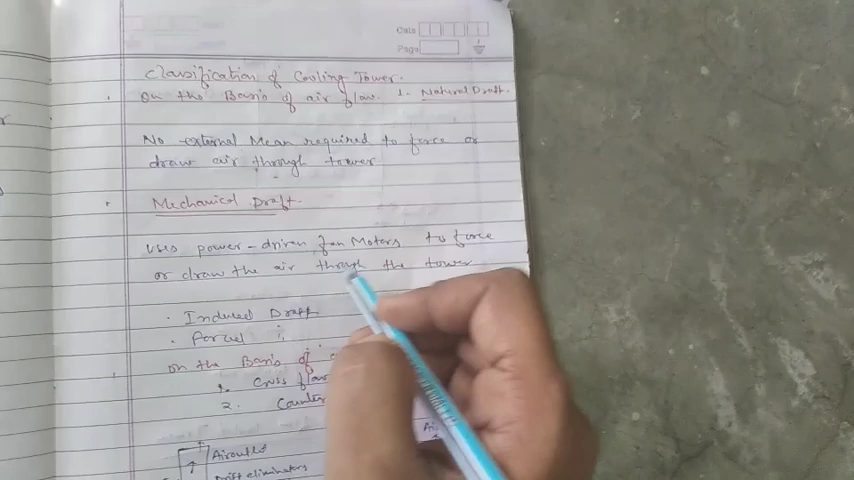 Date
Page
Classification of Cooling Tower.
On the Basis of air flow. 1- Natural Draft.
No external Mean required to force or
draw air through tower
Mechanical Draft.
Uses power-driven fan Motors to force
or draw the air through the tower
. Induced Draft
. Forced "
on the Basis of
1. Cross flow
2. Counter
Airoutlls
Drift eliminators